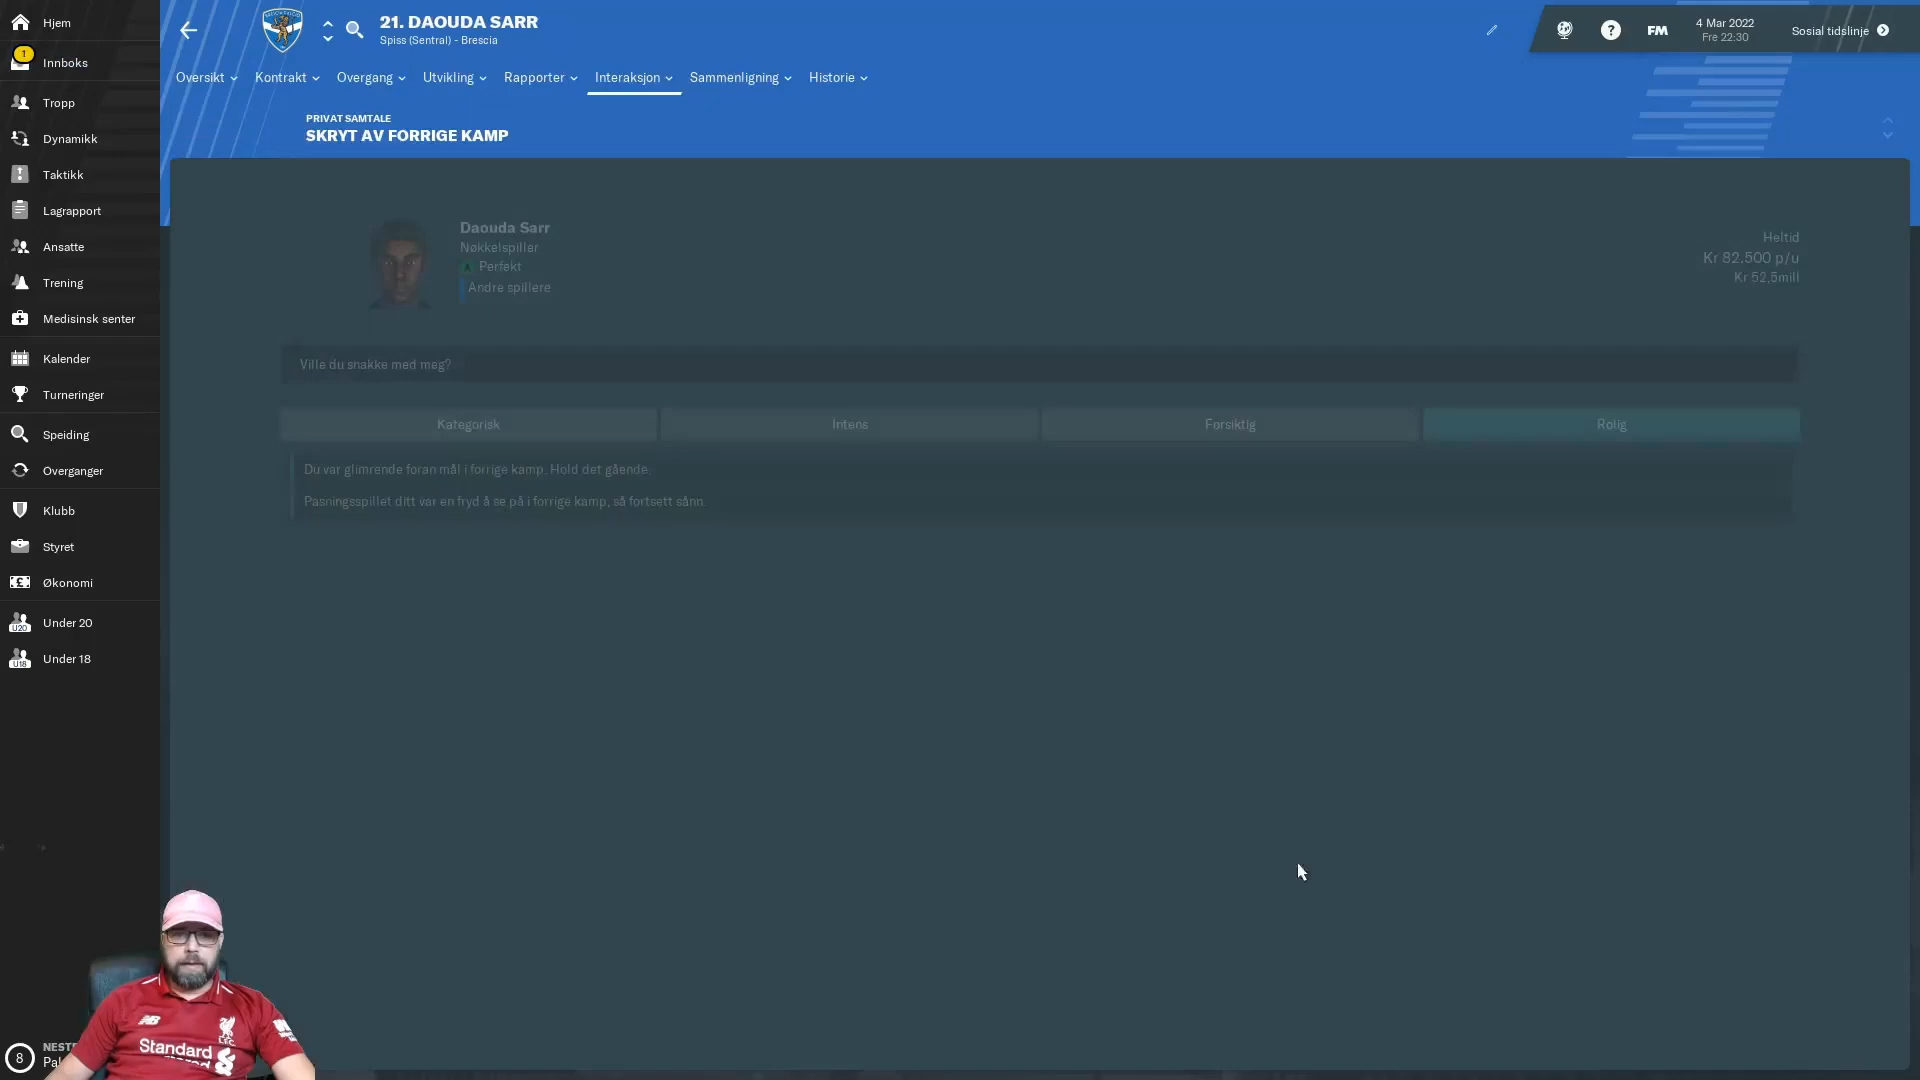 Hjem
1
Innboks
Tropp
Dynamikk
Taktikk
Lagrapport
Ansatte
Trening
Medisinsk senter
Kalender
Turneringer
Speiding
Overganger
Klubb
Styret
Økonomi
U20
Under 20
U18
Under 18
8
NESTE
Pal
21. DAOUDA SARR
Spiss (Sentral) - Brescia
?
FM
4 Mar 2022
Fre 22:30
Sosial tidslinje
Oversikt
Kontrakt
Overgang
Utvikling
Rapporter
Interaksjon
Sammenligning
Historie
PRIVAT SAMTALE
SKRYT AV FORRIGE KAMP
Daouda Sarr
Nøkkelspiller
Perfekt
Andre spillere
Heltid
Kr 82.500 p/u
Kr 52,5mill
Ville du snakke med meg?
Kategorisk
Intens
Forsiktig
Rolig
Du var glimrende foran mål i forrige kamp. Hold det gående.
Pasningsspillet ditt var en fryd å se på i forrige kamp, så fortsett sånn.
NB
L.F.C.
Standard